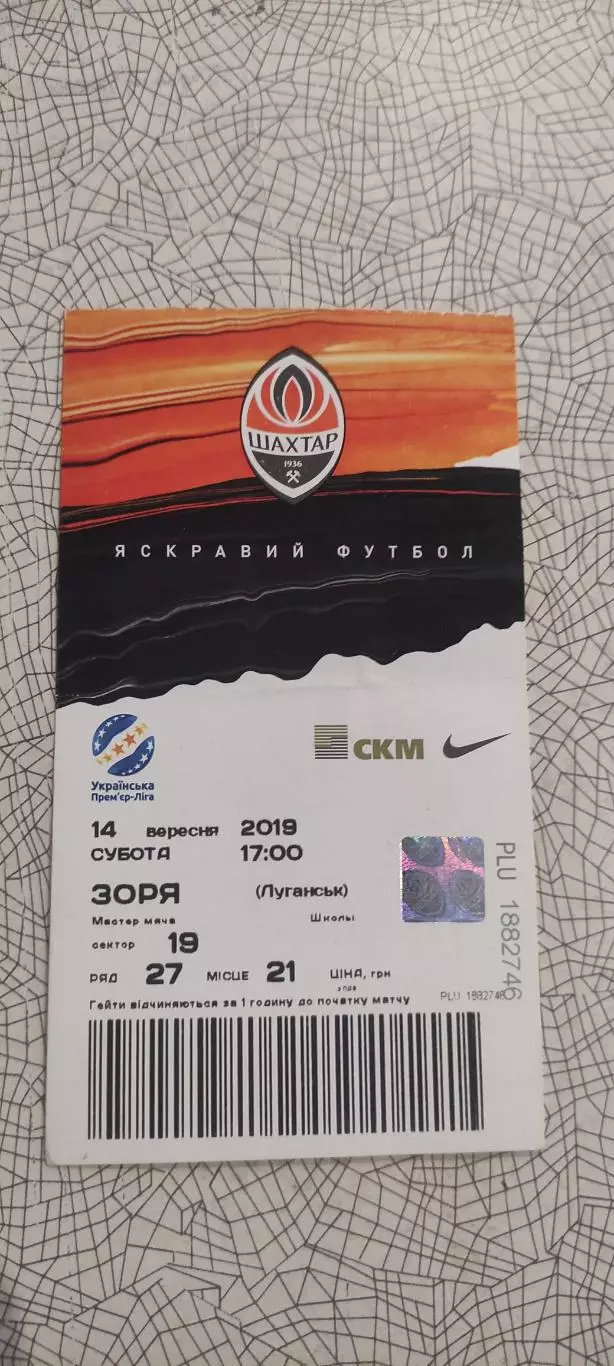 ШАХТАР
1936
ЯСКРАВИЙ ФУТБОЛ
Українська
Прем'єр-Ліга
СКМ
14 вересня 2019
СУБОТА 17:00
ЗОРЯ (Луганськ)
Мастер мяча Школы
сектор 19
РЯД 27 МІСЦЕ 21 ЦІНА, грн
Гейти відчиняються за 1 годину до початку матчу
PLU 1882746
PLU 1882746